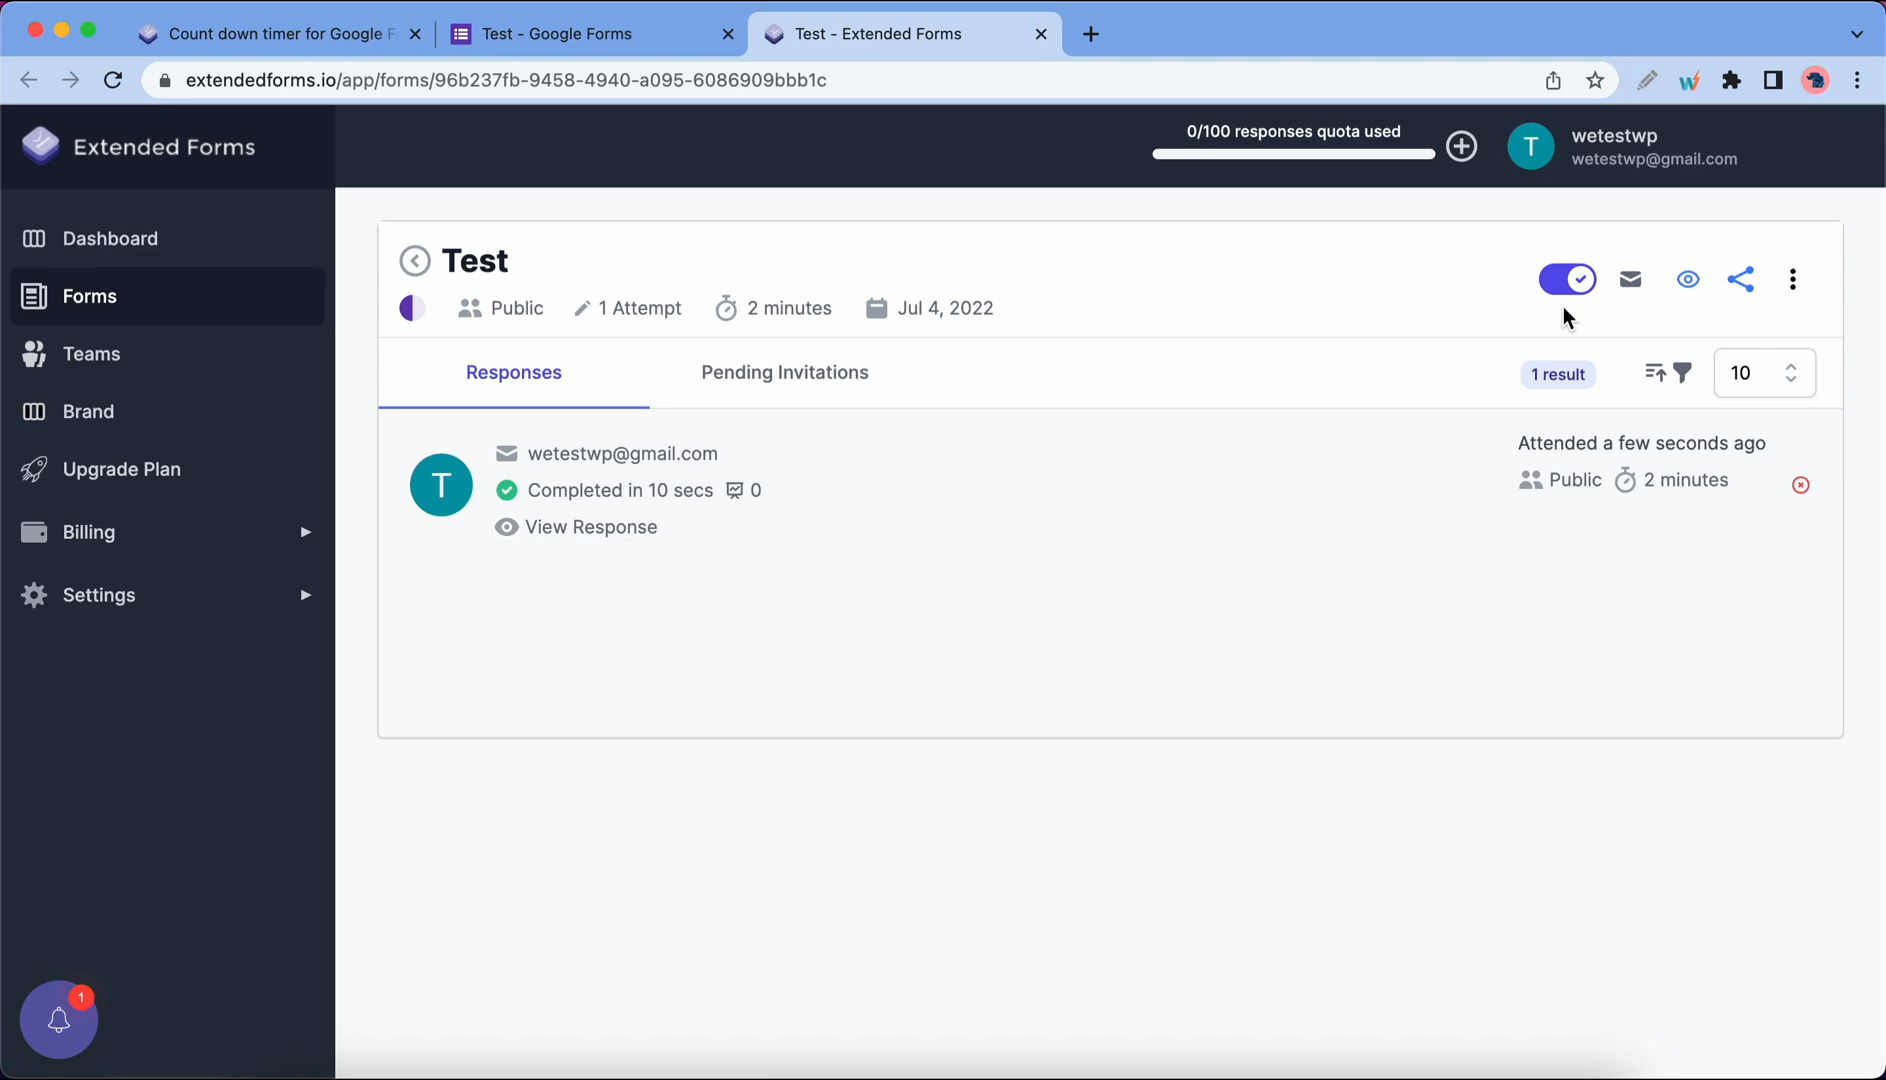 Count down timer for Google F
Test - Google Forms
Test - Extended Forms
extendedforms.io/app/forms/96b237fb-9458-4940-a095-6086909bbb1c
Extended Forms
0/100 responses quota used
T
wetestwp
wetestwp@gmail.com
Dashboard
Forms
Teams
Brand
Upgrade Plan
Billing
Settings
1
Test
Public
1 Attempt
2 minutes
Jul 4, 2022
Responses
Pending Invitations
1 result
10
T
wetestwp@gmail.com
Completed in 10 secs
0
View Response
Attended a few seconds ago
Public
2 minutes